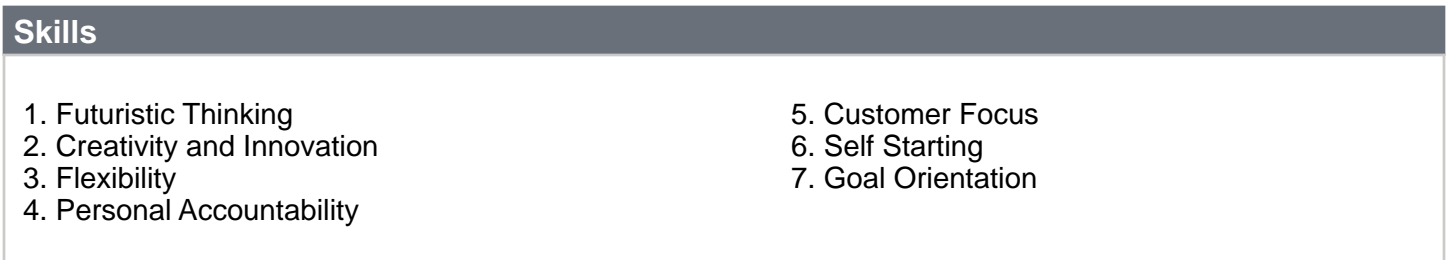 Skills
1. Futuristic Thinking
2. Creativity and Innovation
3. Flexibility
4. Personal Accountability
5. Customer Focus
6. Self Starting
7. Goal Orientation